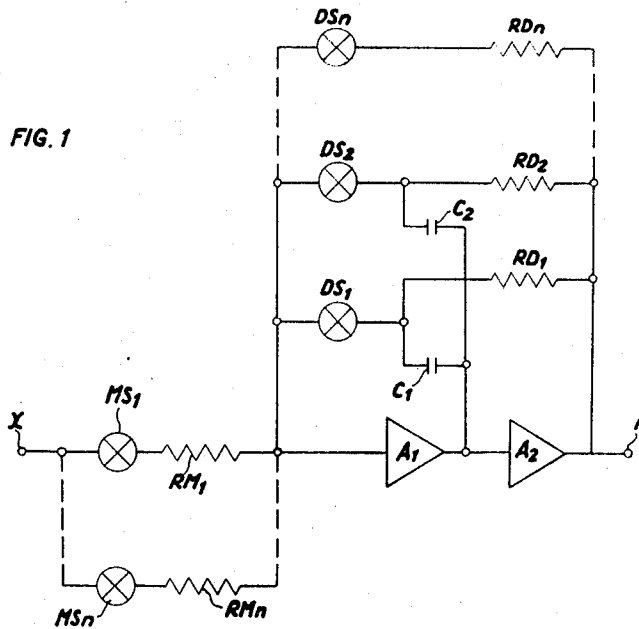 DSn
RDn
FIG. 1
DS2
RD2
C2
DS1
RD1
C1
MS1
X
RM1
A1
A2
MSn
RMn